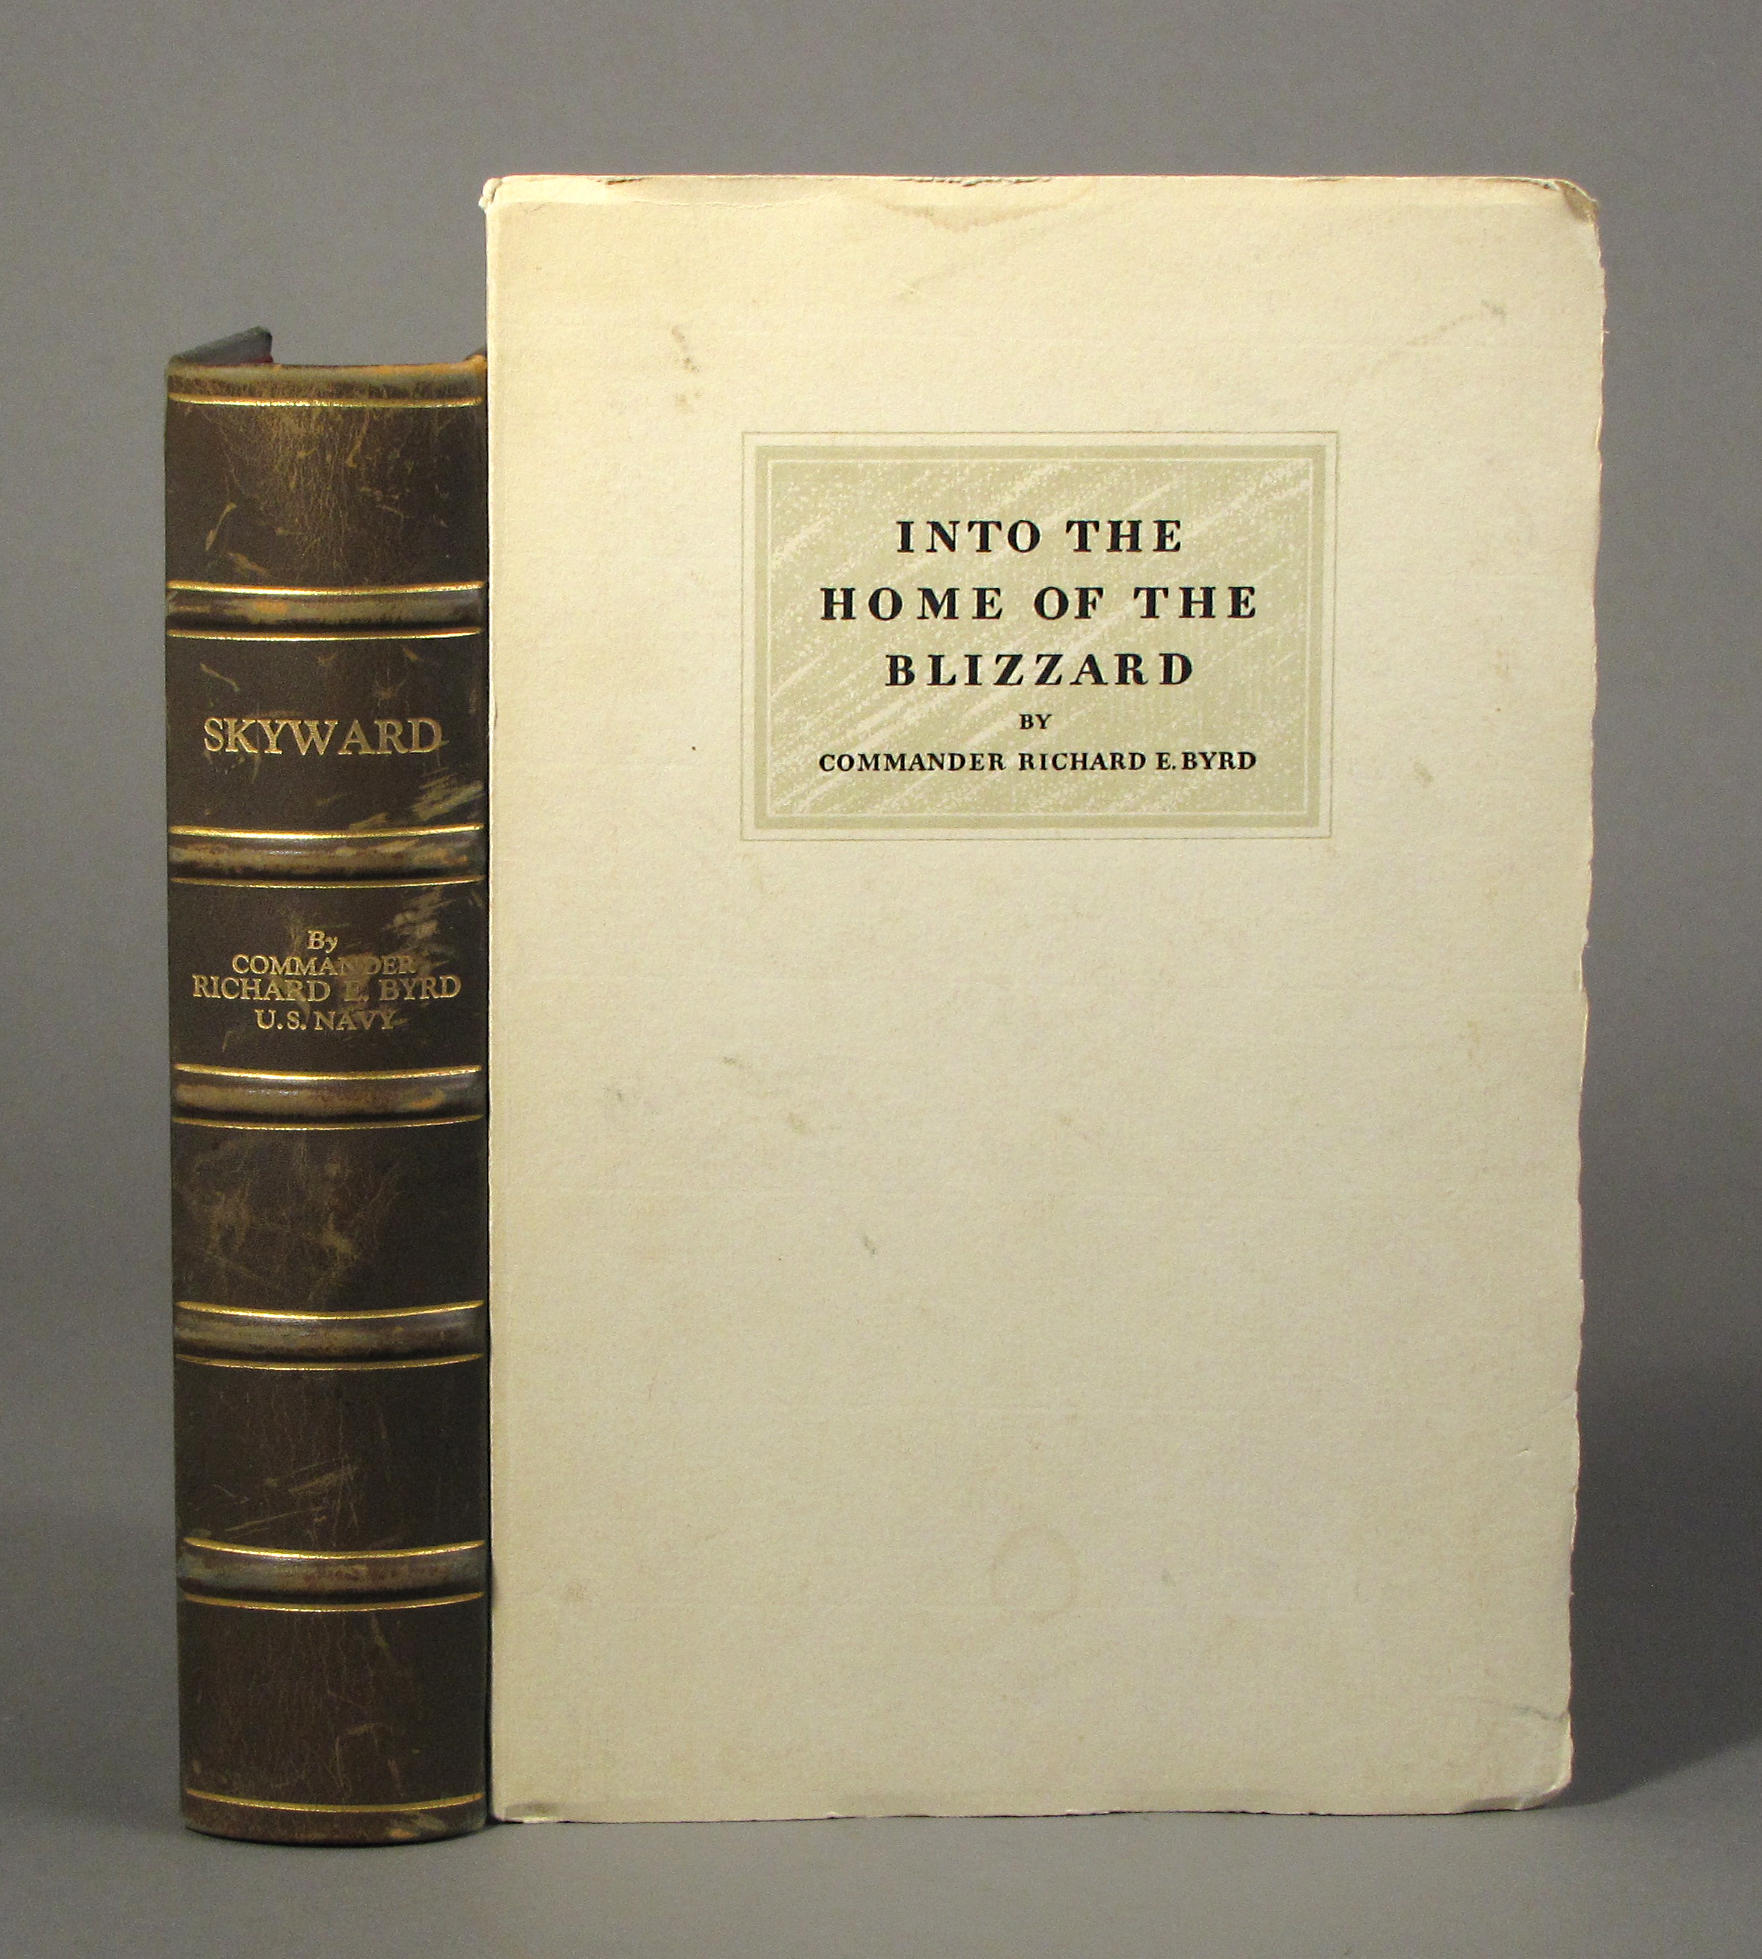 SKYWARD
By
COMMANDER
RICHARD E. BYRD
U.S. NAVY
INTO THE
HOME OF THE
BLIZZARD
BY
COMMANDER RICHARD E. BYRD